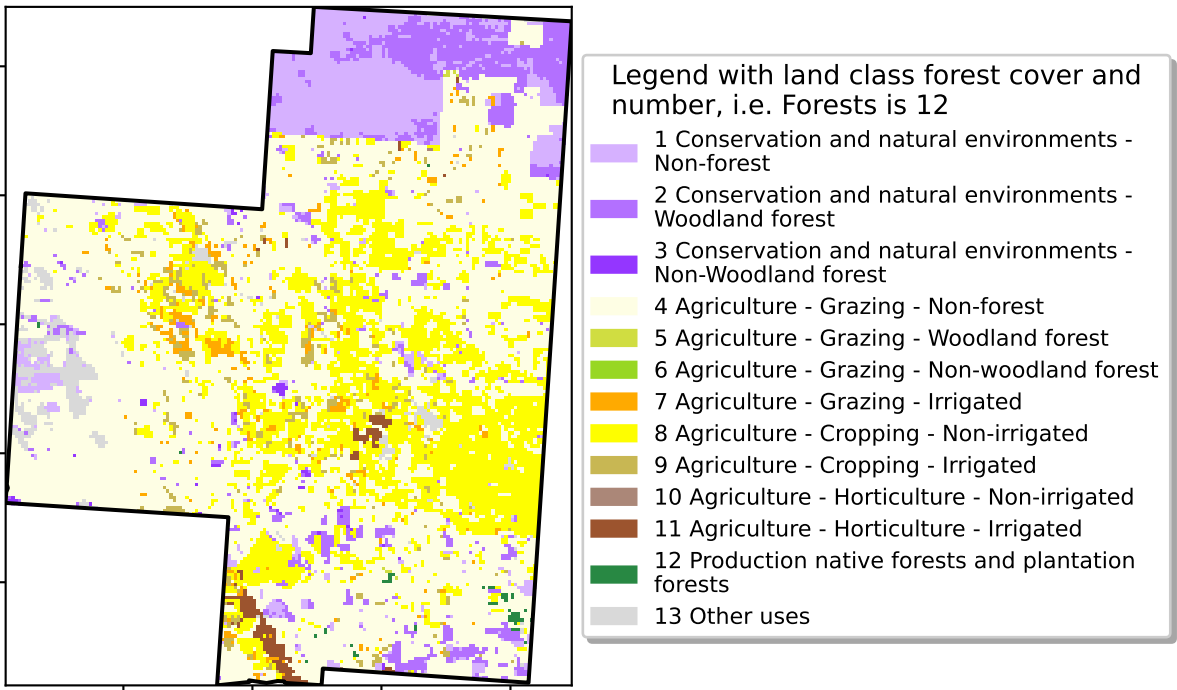 Legend with land class forest cover and
number, i.e. Forests is 12
1 Conservation and natural environments -
Non-forest
2 Conservation and natural environments -
Woodland forest
3 Conservation and natural environments -
Non-Woodland forest
4 Agriculture - Grazing - Non-forest
5 Agriculture - Grazing - Woodland forest
6 Agriculture - Grazing - Non-woodland forest
7 Agriculture - Grazing - Irrigated
8 Agriculture - Cropping - Non-irrigated
9 Agriculture - Cropping - Irrigated
10 Agriculture - Horticulture - Non-irrigated
11 Agriculture - Horticulture - Irrigated
12 Production native forests and plantation
forests
13 Other uses